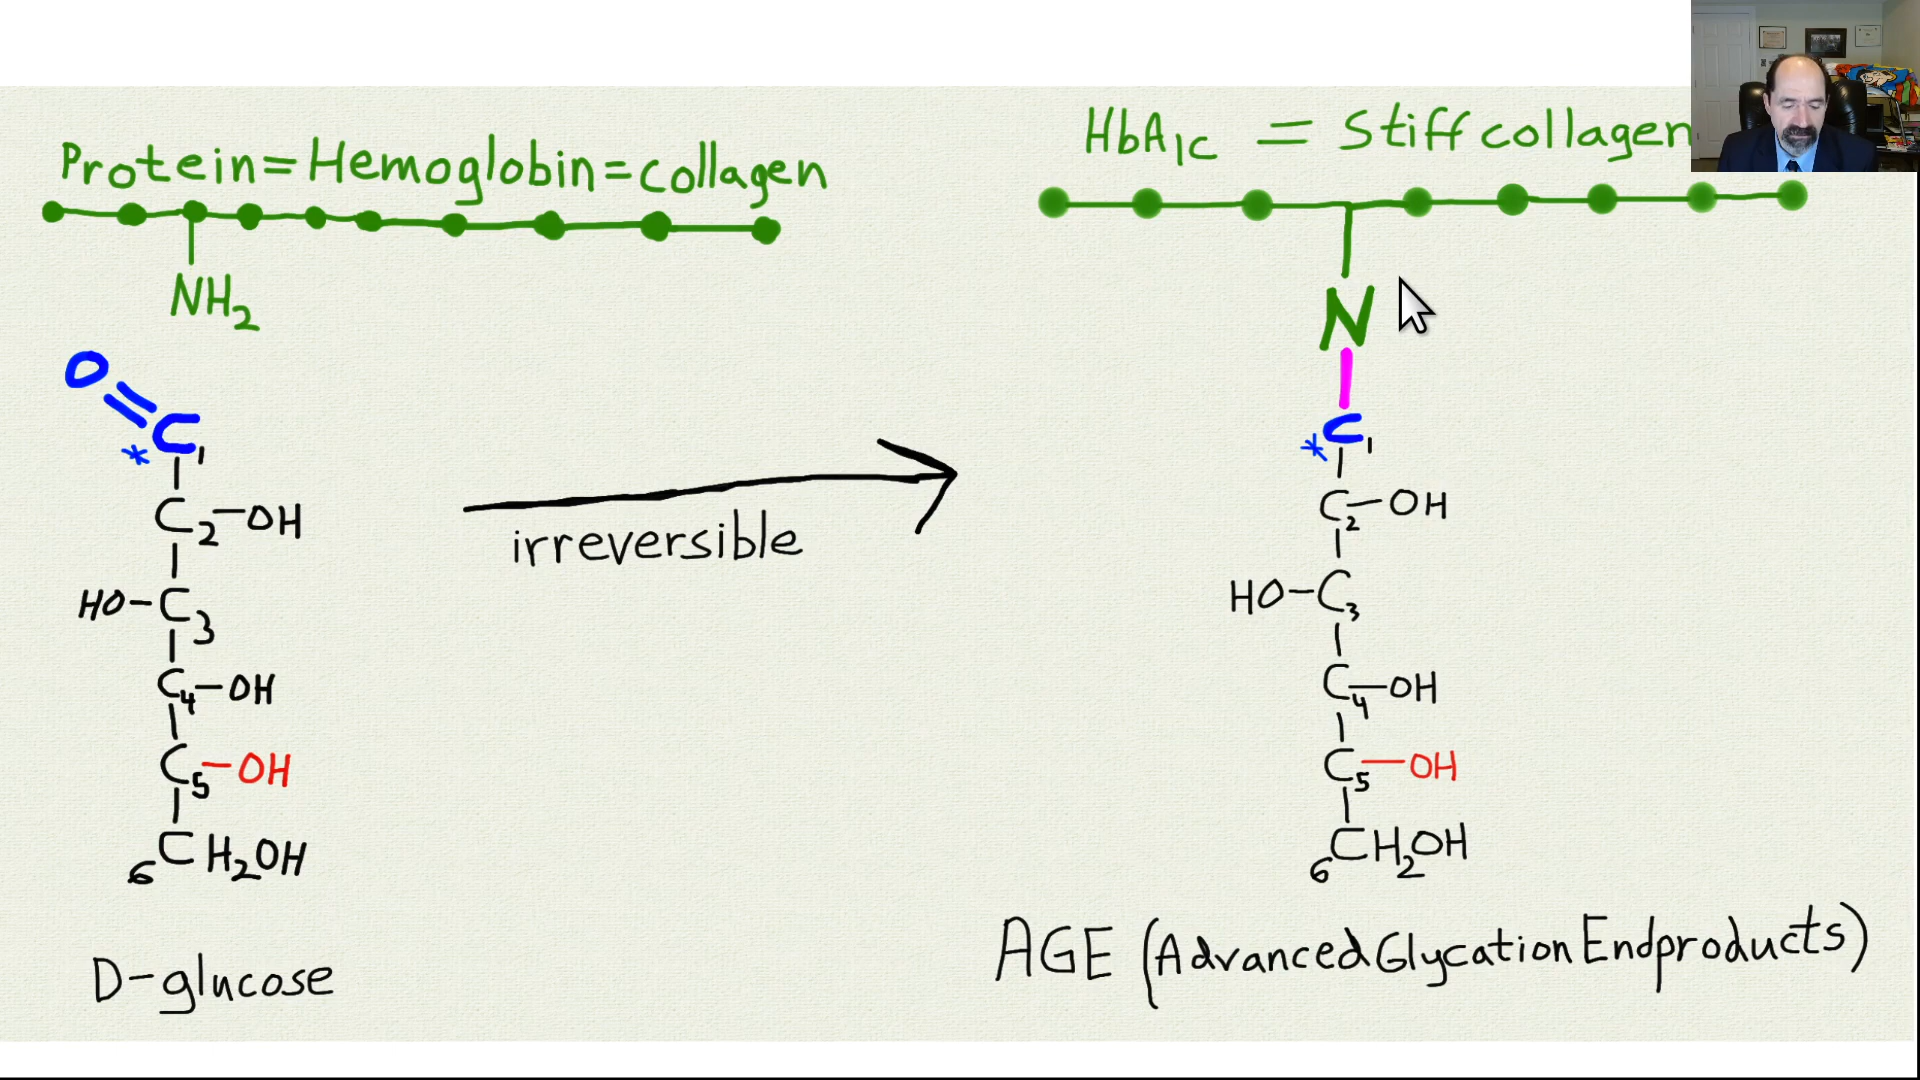 Protein=Hemoglobin=collagen
NH2
O
* C1
C2-OH
HO-C3
C4-OH
C5-OH
6CH2OH
D-glucose
irreversible
HbA1c = Stiff collagen
N
* C1
C2-OH
HO-C3
C4-OH
C5-OH
6CH2OH
AGE (Advanced Glycation Endproducts)